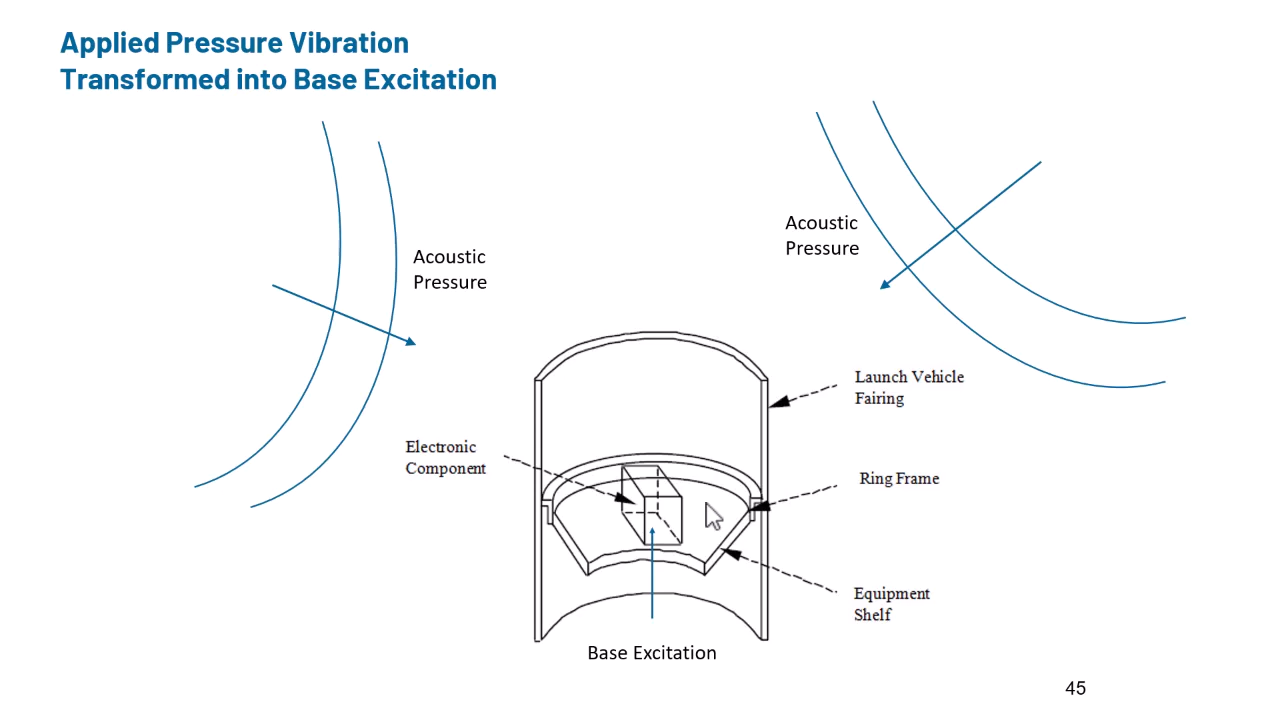 Applied Pressure Vibration
Transformed into Base Excitation
Acoustic
Pressure
Acoustic
Pressure
Launch Vehicle
Fairing
Electronic
Component
Ring Frame
Equipment
Shelf
Base Excitation
45